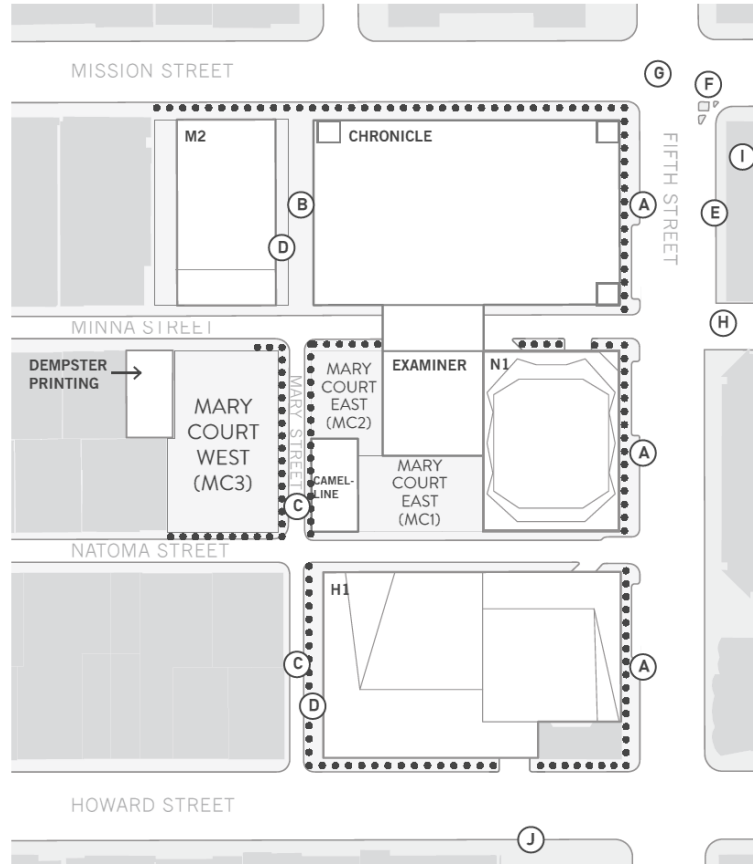 MISSION STREET
G
F
M2
CHRONICLE
FIFTH STREET
I
B
A
E
D
H
MINNA STREET
DEMPSTER
PRINTING
MARY
COURT
EAST
(MC2)
EXAMINER
N1
MARY
COURT
WEST
(MC3)
MARY STREET
A
MARY
COURT
EAST
(MC1)
CAMEL-
LINE
C
NATOMA STREET
H1
C
A
D
HOWARD STREET
J